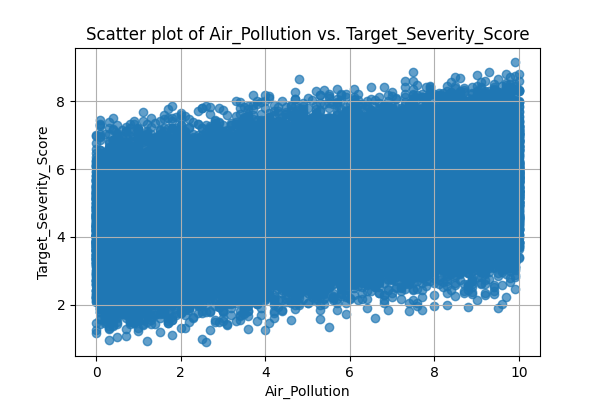 Scatter plot of Air_Pollution vs. Target_Severity_Score
Target_Severity_Score
8
6
4
2
0 2 4 6 8 10
Air_Pollution